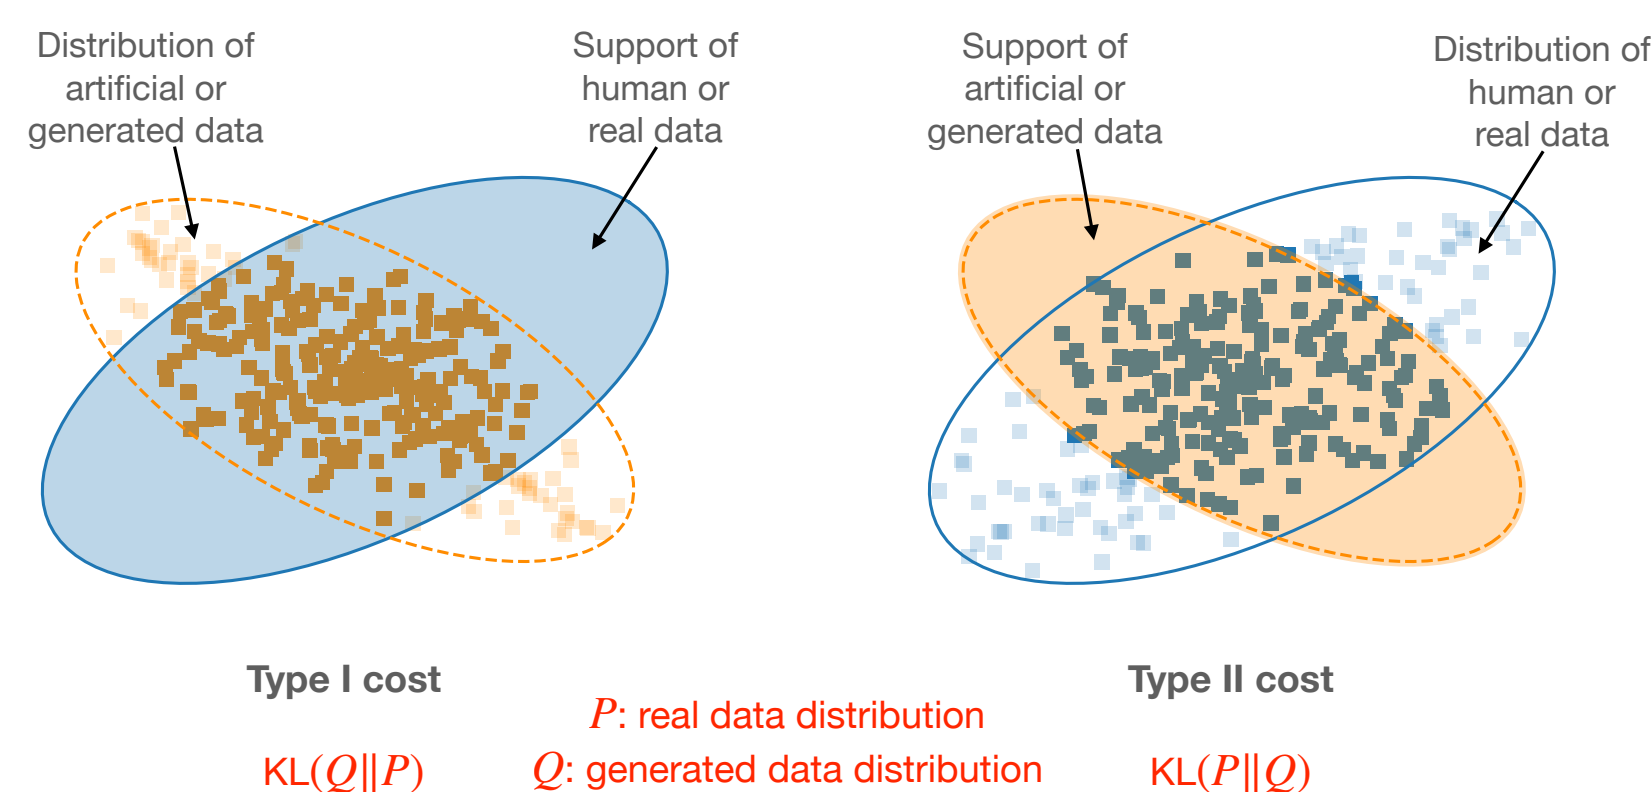 Distribution of
artificial or
generated data
Support of
human or
real data
Support of
artificial or
generated data
Distribution of
human or
real data
Type I cost
Type II cost
P: real data distribution
KL(Q||P)
Q: generated data distribution
KL(P||Q)